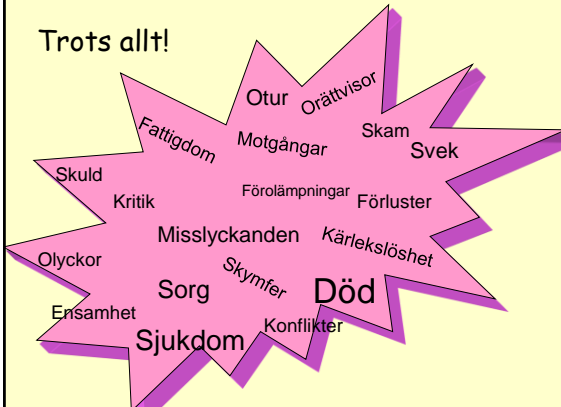 Trots allt!
Otur
Orättvisor
Fattigdom
Motgångar
Skam
Svek
Skuld
Kritik
Förolämpningar
Förluster
Misslyckanden
Kärlekslöshet
Olyckor
Skymfer
Sorg
Död
Ensamhet
Konflikter
Sjukdom